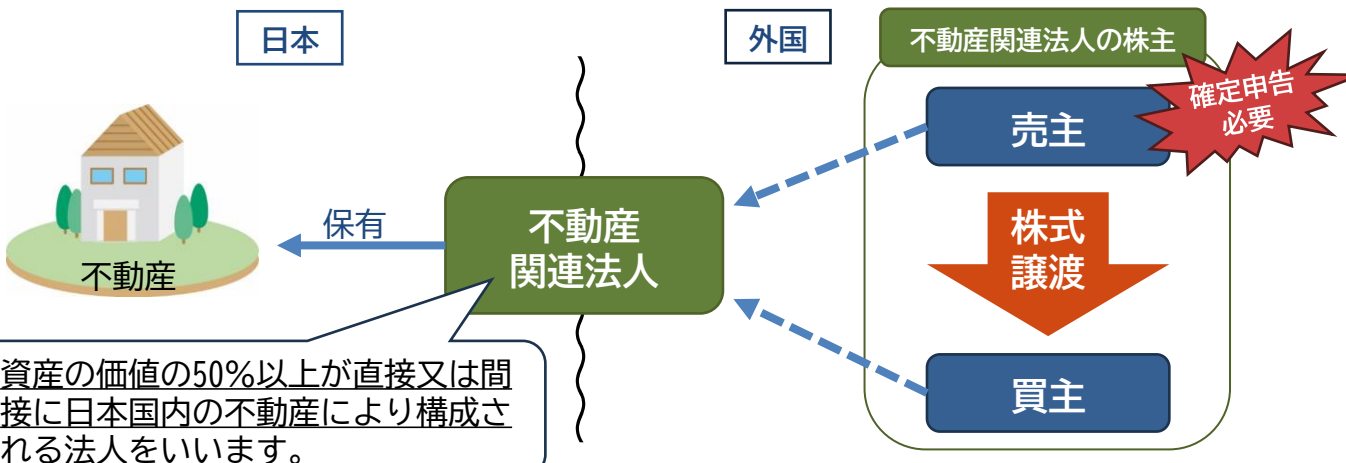 日本
外国
不動産関連法人の株主
確定申告
必要
売主
株式
譲渡
買主
不動産
関連法人
保有
不動産
資産の価値の50%以上が直接又は間
接に日本国内の不動産により構成さ
れる法人をいいます。